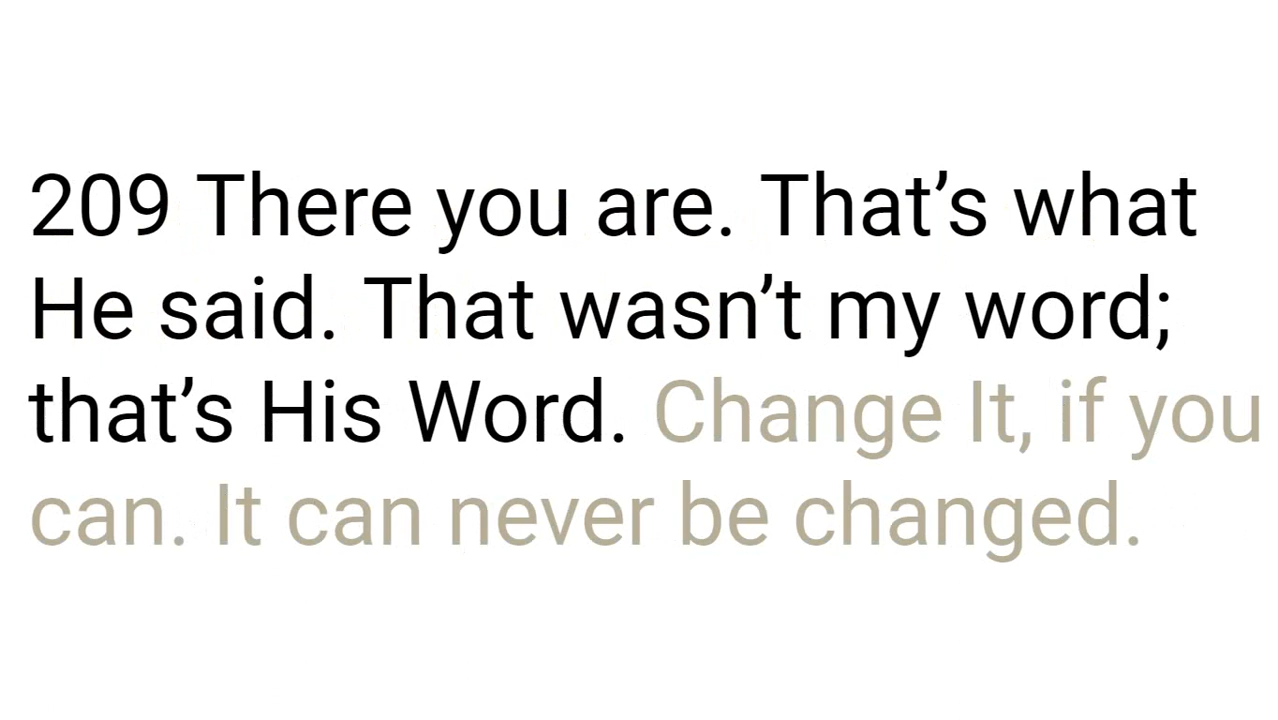 209 There you are. That’s what
He said. That wasn’t my word;
that’s His Word. Change It, if you
can. It can never be changed.